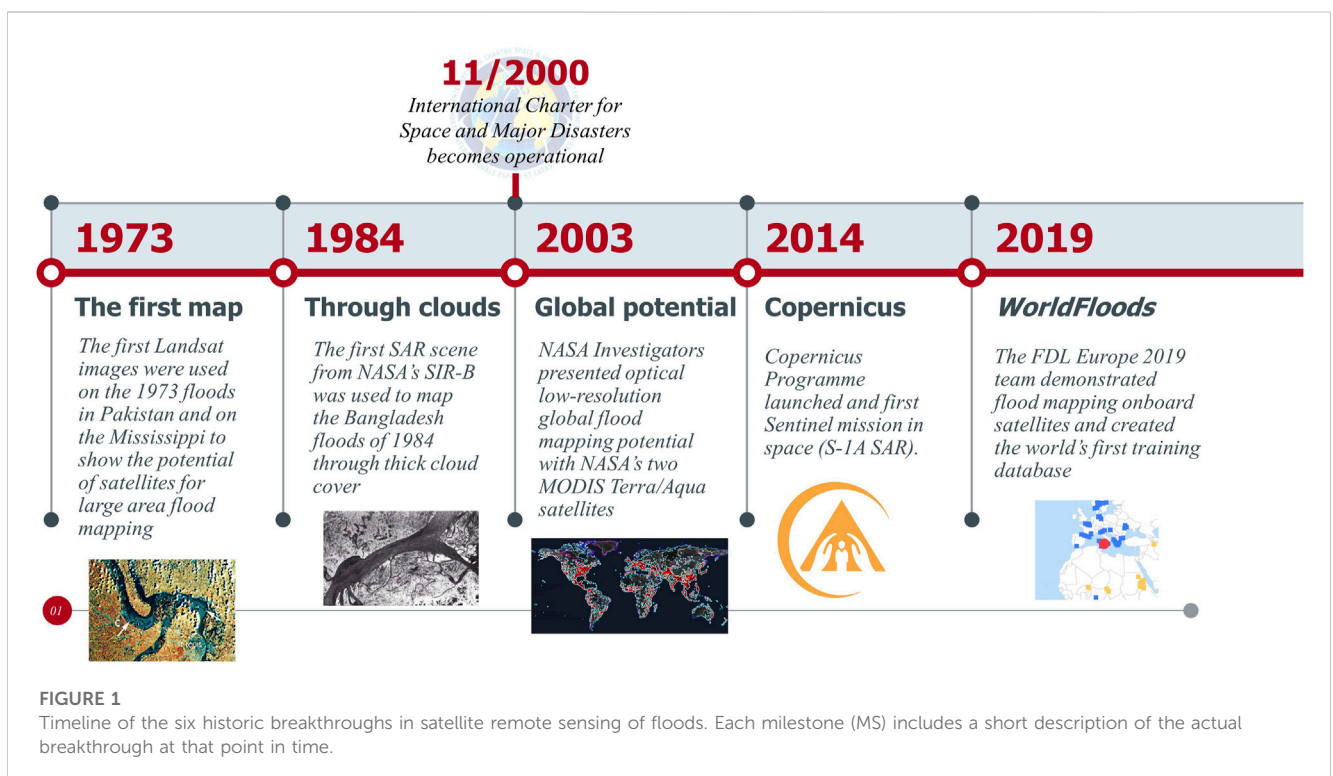 11/2000
International Charter for
Space and Major Disasters
becomes operational
1973
1984
2003
2014
2019
The first map
The first Landsat
images were used
on the 1973 floods
in Pakistan and on
the Mississippi to
show the potential
of satellites for
large area flood
mapping
Through clouds
The first SAR scene
from NASA's SIR-B
was used to map
the Bangladesh
floods of 1984
through thick cloud
cover
Global potential
NASA Investigators
presented optical
low-resolution
global flood
mapping potential
with NASA's two
MODIS Terra/Aqua
satellites
Copernicus
Copernicus
Programme
launched and first
Sentinel mission in
space (S-1A SAR).
WorldFloods
The FDL Europe 2019
team demonstrated
flood mapping onboard
satellites and created
the world's first training
database
01
FIGURE 1
Timeline of the six historic breakthroughs in satellite remote sensing of floods. Each milestone (MS) includes a short description of the actual
breakthrough at that point in time.